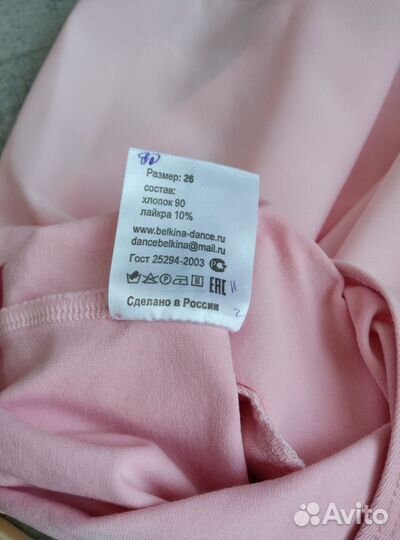 Размер: 26
состав:
хлопок 90
лайкра 10%
www.belkina-dance.ru
dancebelkina@mail.ru
Гост 25294-2003
EAC
Сделано в России
Avito